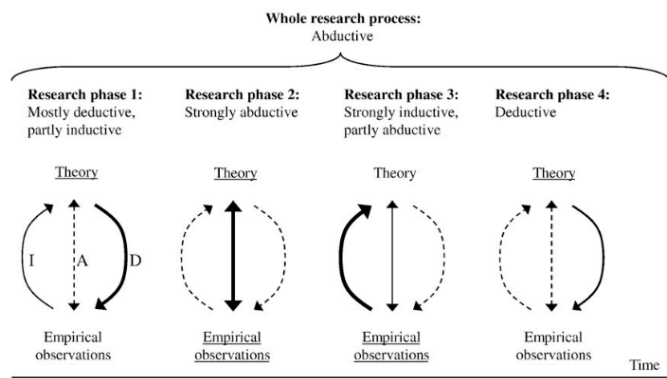 Whole research process:
Abductive
Research phase 1:
Mostly deductive,
partly inductive
Research phase 2:
Strongly abductive
Research phase 3:
Strongly inductive,
partly abductive
Research phase 4:
Deductive
Theory
Theory
Theory
Theory
I
A
D
Empirical
observations
Empirical
observations
Empirical
observations
Empirical
observations
Time